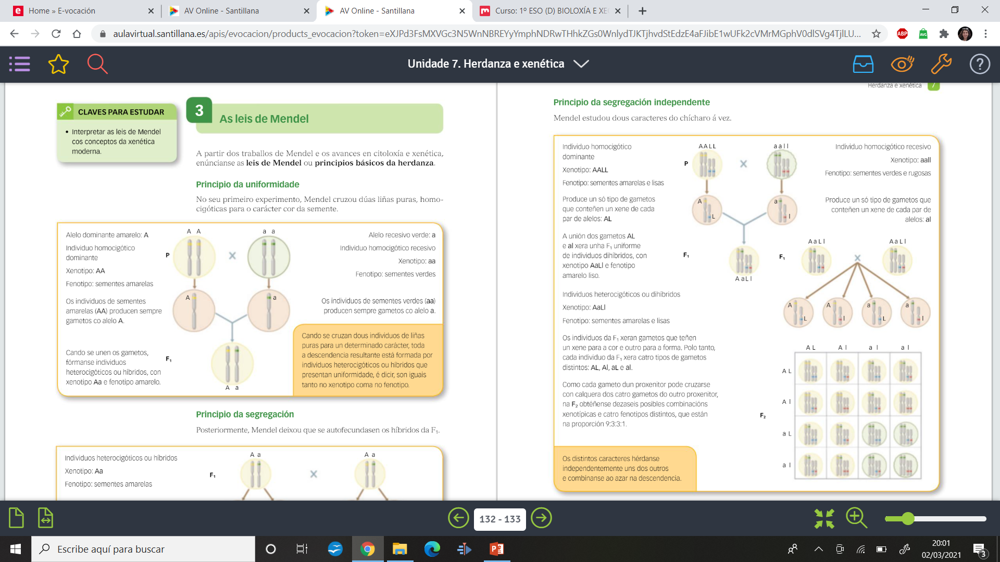 Home » E-vocación
AV Online - Santillana
AV Online - Santillana
Curso: 1º ESO (D) BIOLOXÍA E XE
aulavirtual.santillana.es/apis/evocacion/products_evocacion?token=
Unidade 7. Herdanza e xenética
CLAVES PARA ESTUDAR
• Interpretar as leis de Mendel
cos conceptos da xenética
moderna.
3
As leis de Mendel
A partir dos traballos de Mendel e os avances en citoloxía e xenética,
enúncianse as leis de Mendel ou principios básicos da herdanza.
Principio da uniformidade
No seu primeiro experimento, Mendel cruzou dúas liñas puras, homo-
cigóticas para o carácter cor da semente.
Alelo dominante amarelo: A
Individuo homocigótico
dominante
Xenotipo: AA
Fenotipo: sementes amarelas
Os individuos de sementes
amarelas (AA) producen sempre
gametos co alelo A.
Cando se unen os gametos,
fórmanse individuos
heterocigóticos ou híbridos, con
xenotipo Aa e fenotipo amarelo.
P
A A
a a
A
a
F1
A a
Alelo recesivo verde: a
Individuo homocigótico recesivo
Xenotipo: aa
Fenotipo: sementes verdes
Os individuos de sementes verdes (aa)
producen sempre gametos co alelo a.
Cando se cruzan dous individuos de liñas
puras para un determinado carácter, toda
a descendencia resultante está formada por
individuos heterocigóticos ou híbridos que
presentan uniformidade, é dicir, son iguais
tanto no xenotipo coma no fenotipo.
Principio da segregación
Posteriormente, Mendel deixou que se autofecundasen os híbridos da F1.
Individuos heterocigóticos ou híbridos
Xenotipo: Aa
Fenotipo: sementes amarelas
F1
A a
A a
Herdanza e xenética 7
Principio da segregación independente
Mendel estudou dous caracteres do chícharo á vez.
Individuo homocigótico
dominante
Xenotipo: AALL
Fenotipo: sementes amarelas e lisas
Produce un só tipo de gametos
que conteñen un xene de cada
par de alelos: AL
A unión dos gametos AL
e al xera unha F1 uniforme
de individuos dihíbridos, con
xenotipo AaLl e fenotipo
amarelo liso.
Individuos heterocigóticos ou dihíbridos
Xenotipo: AaLl
Fenotipo: sementes amarelas e lisas
Os individuos da F1 xeran gametos que teñen
un xene para a cor e outro para a forma. Polo tanto,
cada individuo da F1 xera catro tipos de gametos
distintos: AL, Al, aL e al.
Como cada gameto dun proxenitor pode cruzarse
con calquera dos catro gametos do outro proxenitor,
na F2 obtéñense dezaseis posibles combinacións
xenotípicas e catro fenotipos distintos, que están
na proporción 9:3:3:1.
Os distintos caracteres hérdanse
independentemente uns dos outros
e combínanse ao azar na descendencia.
P
A A L L
a a l l
A
L
a
l
F1
A a L l
Individuo homocigótico recesivo
Xenotipo: aall
Fenotipo: sementes verdes e rugosas
Produce un só tipo de gametos que
conteñen un xene de cada par de
alelos: al
F1
A a L l
A a L l
A
L
A
l
a
L
a
l
A L A l a l a l
A L
A l
F2
a L
a l
132 - 133
Escribe aquí para buscar
20:01
02/03/2021
3